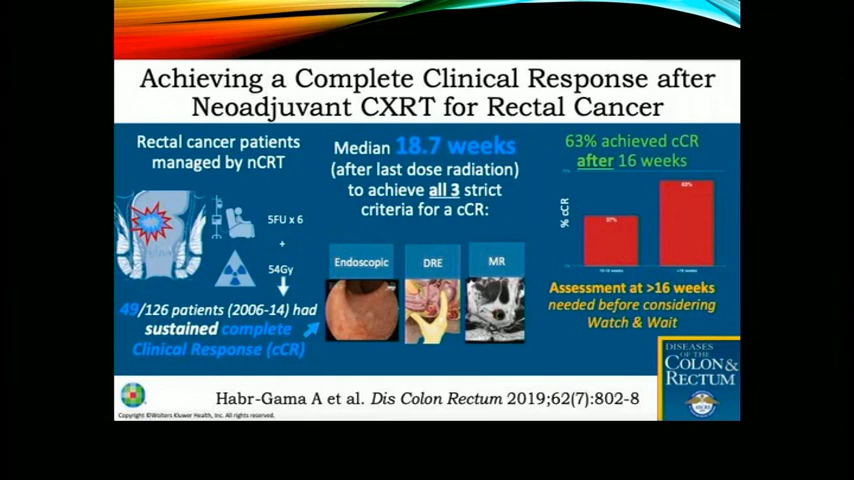 Achieving a Complete Clinical Response after
Neoadjuvant CXRT for Rectal Cancer
Rectal cancer patients
managed by nCRT
5FU x 6
+
54Gy
49/126 patients (2006-14) had
sustained complete
Clinical Response (cCR)
Median 18.7 weeks
(after last dose radiation)
to achieve all 3 strict
criteria for a cCR:
Endoscopic
DRE
MR
63% achieved cCR
after 16 weeks
% cCR
37%
63%
Assessment at >16 weeks
needed before considering
Watch & Wait
DISEASES
OF THE
COLON&
RECTUM
Habr-Gama A et al. Dis Colon Rectum 2019;62(7):802-8
Copyright ©Wolters Kluwer Health, Inc. All rights reserved.